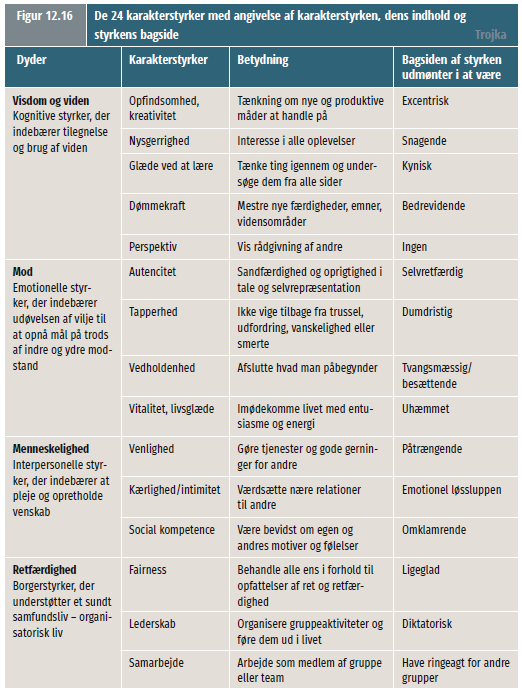 Figur 12.16
De 24 karakterstyrker med angivelse af karakterstyrken, dens indhold og
styrkens bagside
Trojka
Dyder
Karakterstyrker
Betydning
Bagsiden af styrken
udmønter i at være
Visdom og viden
Kognitive styrker, der
indebærer tilegnelse
og brug af viden
Opfindsomhed,
kreativitet
Tænkning om nye og produktive
måder at handle på
Excentrisk
Nysgerrighed
Interesse i alle oplevelser
Snagende
Glæde ved at lære
Tænke ting igennem og under-
søge dem fra alle sider
Kynisk
Dømmekraft
Mestre nye færdigheder, emner,
vidensområder
Bedrevidende
Perspektiv
Vis rådgivning af andre
Ingen
Mod
Emotionelle styr-
ker, der indebærer
udøvelsen af vilje til
at opnå mål på trods
af indre og ydre mod-
stand
Autencitet
Sandfærdighed og oprigtighed i
tale og selvrepræsentation
Selvretfærdig
Tapperhed
Ikke vige tilbage fra trussel,
udfordring, vanskelighed eller
smerte
Dumdristig
Vedholdenhed
Afslutte hvad man påbegynder
Tvangsmæssig/
besættende
Vitalitet, livsglæde
Imødekomme livet med entu-
siasme og energi
Uhæmmet
Menneskelighed
Interpersonelle styr-
ker, der indebærer at
pleje og opretholde
venskab
Venlighed
Gøre tjenester og gode gernin-
ger for andre
Påtrængende
Kærlighed/intimitet
Værdsætte nære relationer
til andre
Emotionel løssluppen
Social kompetence
Være bevidst om egen og
andres motiver og følelser
Omklamrende
Retfærdighed
Borgerstyrker, der
understøtter et sundt
samfundsliv – organi-
satorisk liv
Fairness
Behandle alle ens i forhold til
opfattelser af ret og retfær-
dighed
Ligeglad
Lederskab
Organisere gruppeaktiviteter og
føre dem ud i livet
Diktatorisk
Samarbejde
Arbejde som medlem af gruppe
eller team
Have ringeagt for andre
grupper